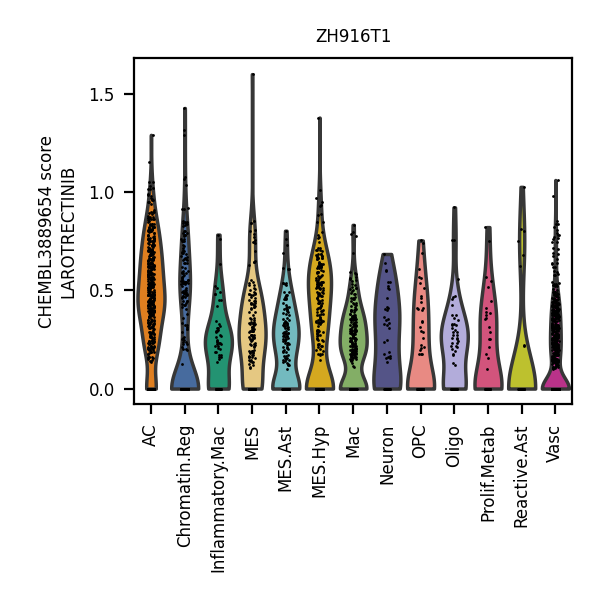 ZH916T1
CHEMBL3889654 score
LAROTRECTINIB
1.5
1.0
0.5
0.0
AC
Chromatin.Reg
Inflammatory.Mac
MES
MES.Ast
MES.Hyp
Mac
Neuron
OPC
Oligo
Prolif.Metab
Reactive.Ast
Vasc